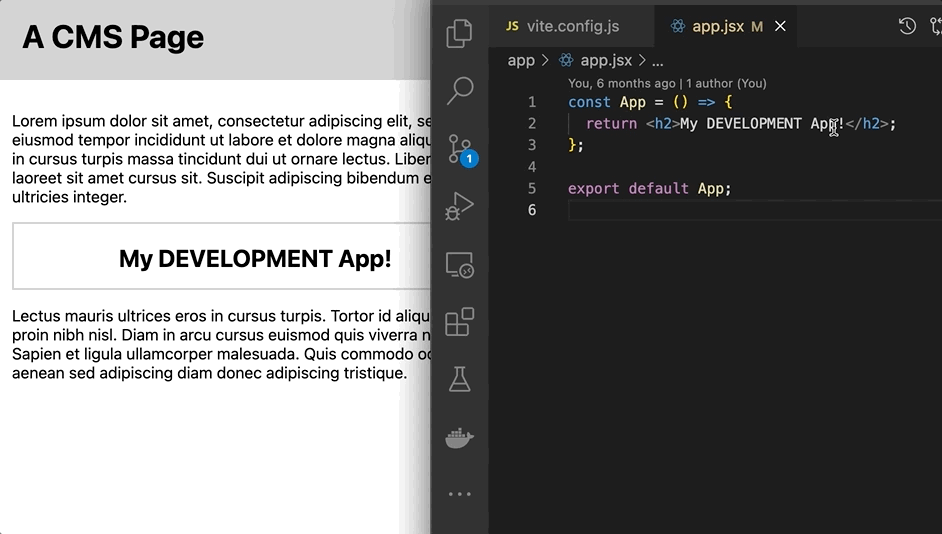 A CMS Page
Lorem ipsum dolor sit amet, consectetur adipiscing elit,
eiusmod tempor incididunt ut labore et dolore magna
in cursus turpis massa tincidunt dui ut ornare lectus.
laoreet sit amet cursus sit. Suscipit adipiscing bibendum
ultricies integer.
My DEVELOPMENT App!
Lectus mauris ultrices eros in cursus turpis. Tortor id
proin nibh nisl. Diam in arcu cursus euismod quis viverra
Sapien et ligula ullamcorper malesuada. Quis commodo
aenean sed adipiscing diam donec adipiscing tristique.
1
JS vite.config.js
app.jsx M
app > app.jsx > ...
You, 6 months ago | 1 author (You)
1 const App = () => {
2 return <h2>My DEVELOPMENT App!</h2>;
3 };
4
5 export default App;
6